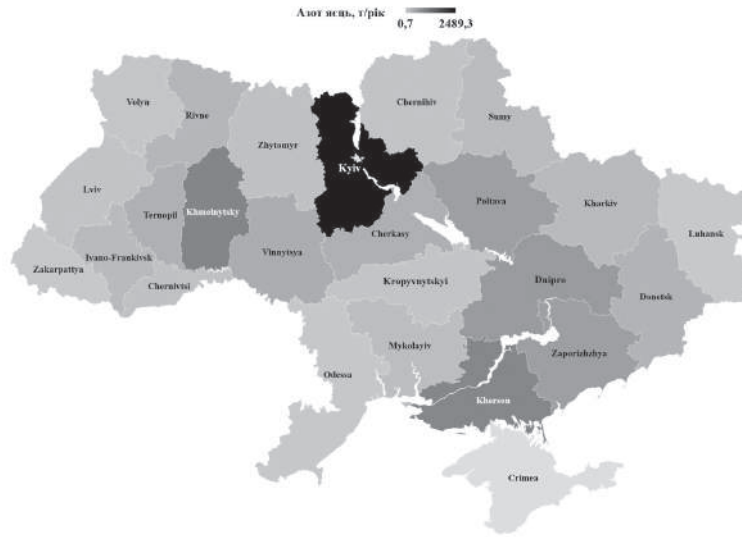 Азот яєць, т/рік
0,7 2489,3
Volyn
Rivne
Chernihiv
Sumy
Zhytomyr
Kyiv
Lviv
Ternopil
Khmelnytsky
Poltava
Kharkiv
Luhansk
Cherkasy
Vinnytsya
Ivano-Frankivsk
Zakarpattya
Chernivtsi
Kropyvnytskyi
Dnipro
Donetsk
Mykolayiv
Zaporizhzhya
Odessa
Kherson
Crimea